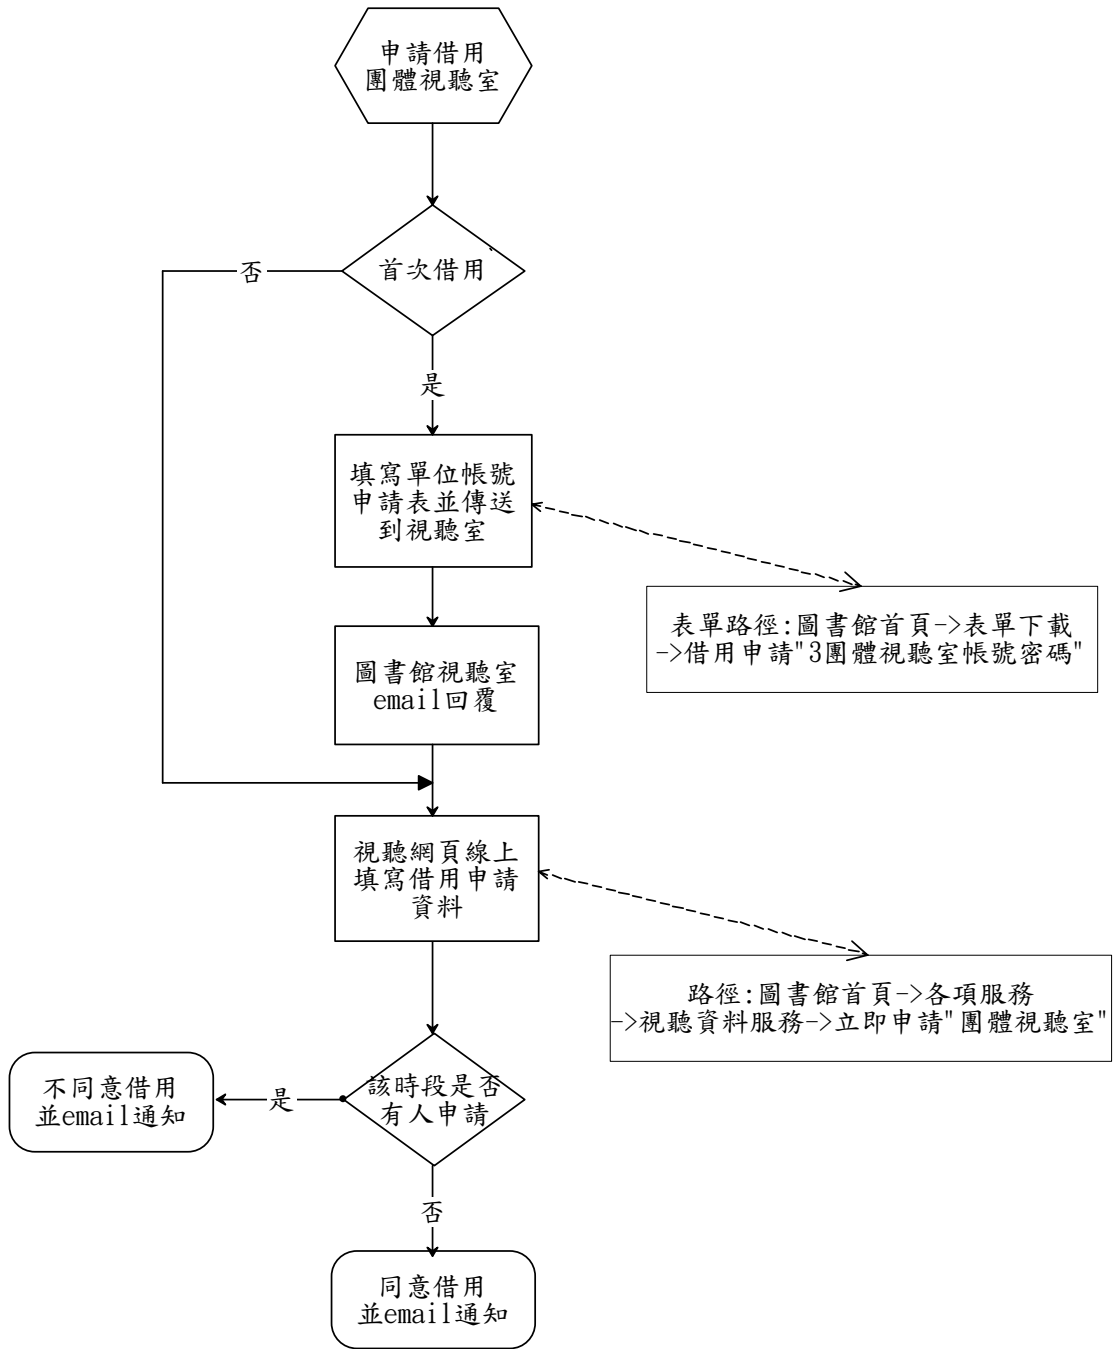 申請借用
團體視聽室
首次借用
否
是
填寫單位帳號
申請表並傳送
到視聽室
表單路徑:圖書館首頁->表單下載
->借用申請"3團體視聽室帳號密碼"
圖書館視聽室
email回覆
視聽網頁線上
填寫借用申請
資料
路徑:圖書館首頁->各項服務
->視聽資料服務->立即申請"團體視聽室"
該時段是否
有人申請
是
不同意借用
並email通知
否
同意借用
並email通知